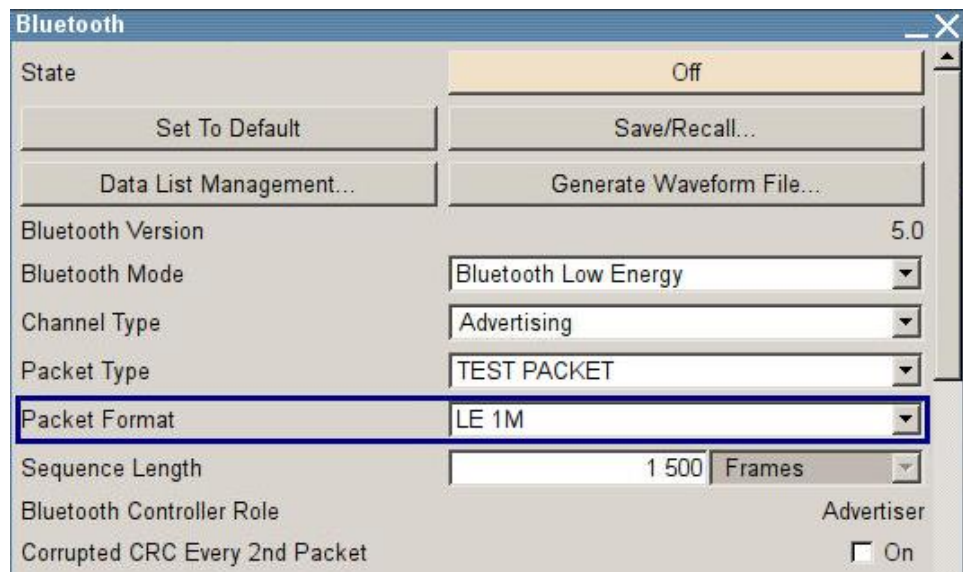 Bluetooth
State Off
Set To Default Save/Recall...
Data List Management... Generate Waveform File...
Bluetooth Version 5.0
Bluetooth Mode Bluetooth Low Energy
Channel Type Advertising
Packet Type TEST PACKET
Packet Format LE 1M
Sequence Length 1 500 Frames
Bluetooth Controller Role Advertiser
Corrupted CRC Every 2nd Packet On